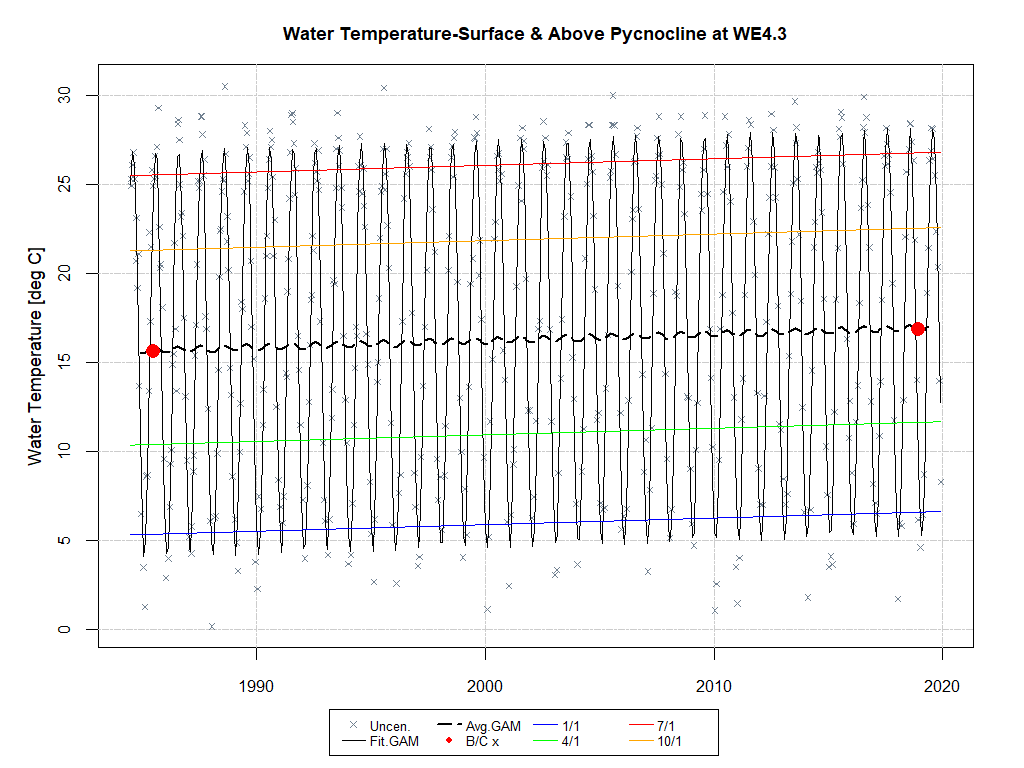 Water Temperature-Surface & Above Pycnocline at WE4.3
Water Temperature [deg C]
30
25
20
15
10
5
0
1990 2000 2010 2020
Uncen. Avg.GAM 1/1 7/1
Fit.GAM B/C x 4/1 10/1